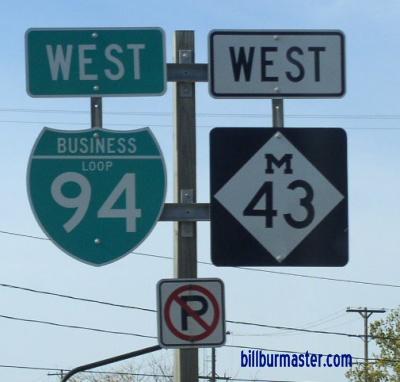 WEST
BUSINESS
LOOP
94
WEST
M
43
P
billburmaster.com